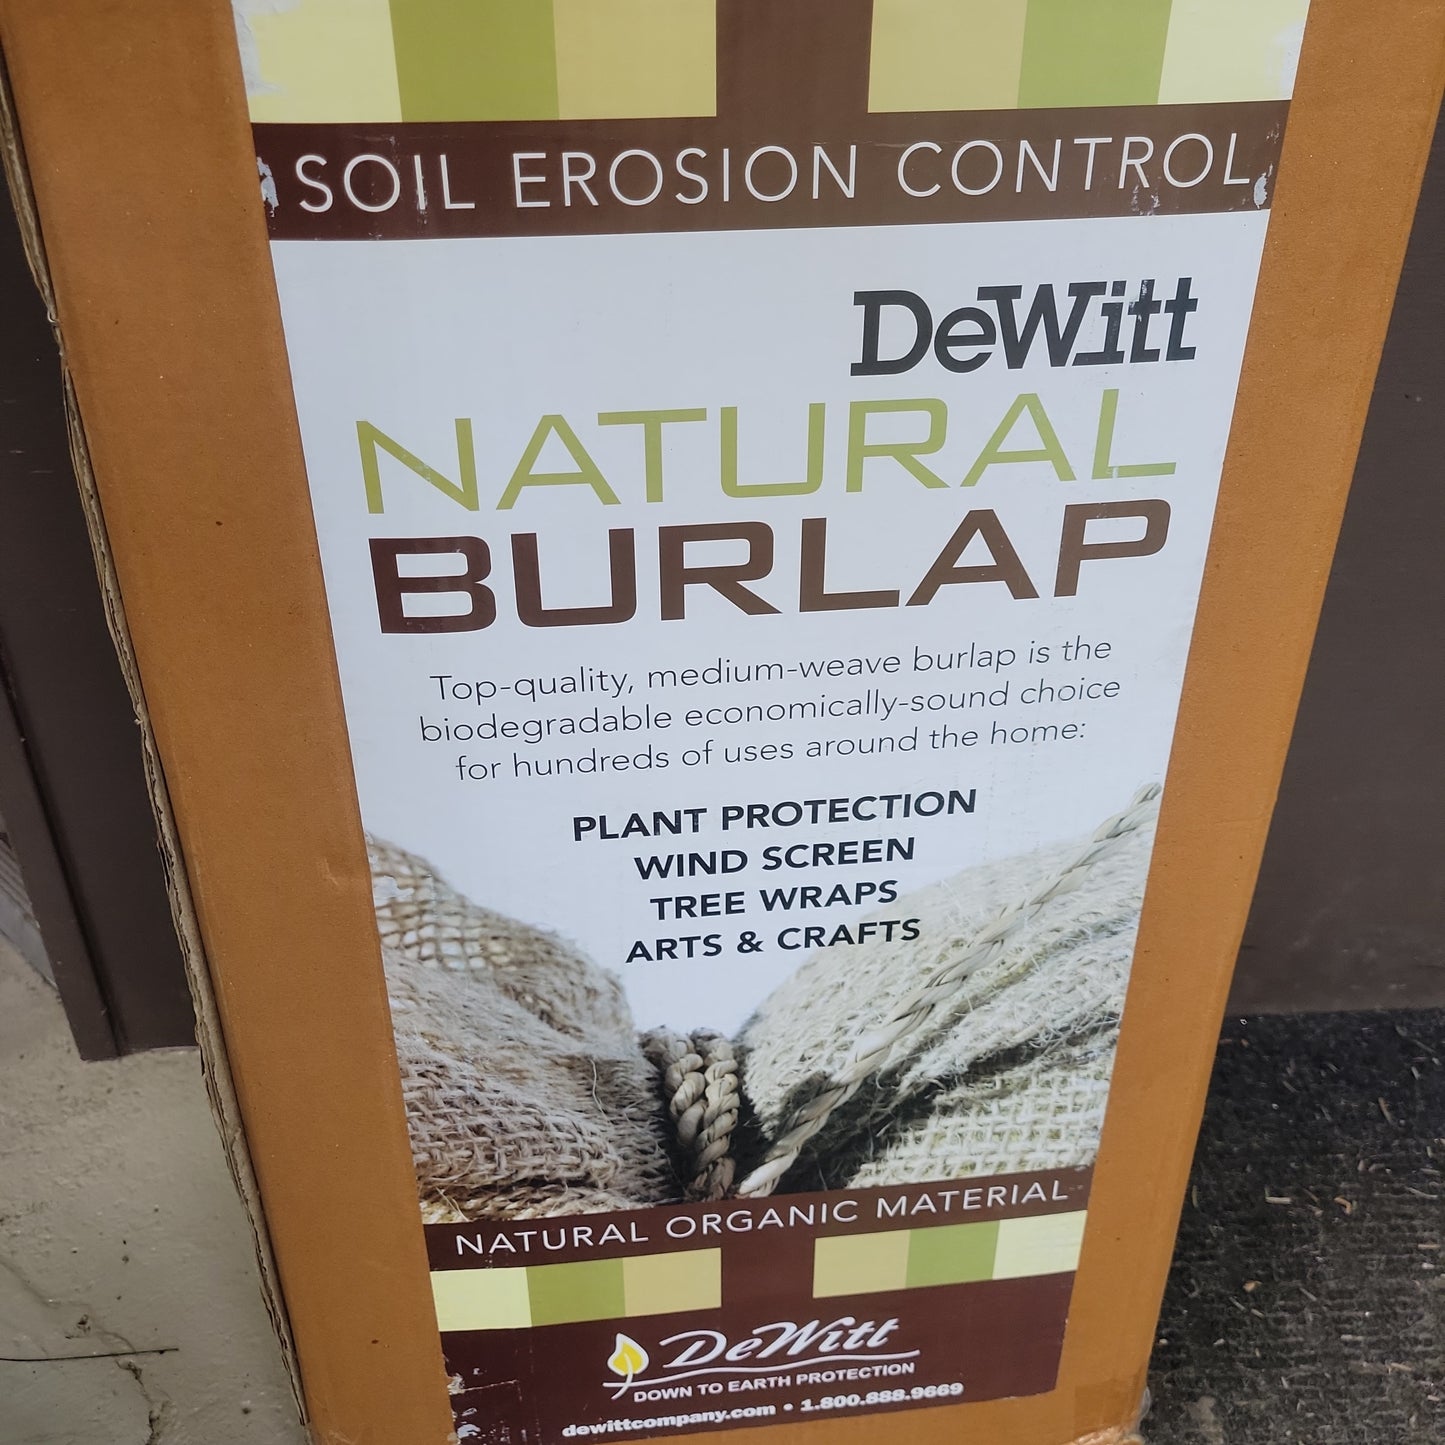 SOIL EROSION CONTROL
DeWitt
NATURAL
BURLAP
Top-quality, medium-weave burlap is the
biodegradable economically-sound choice
for hundreds of uses around the home:
PLANT PROTECTION
WIND SCREEN
TREE WRAPS
ARTS & CRAFTS
NATURAL ORGANIC MATERIAL
DeWitt
DOWN TO EARTH PROTECTION
dewittcompany.com • 1.800.888.9669